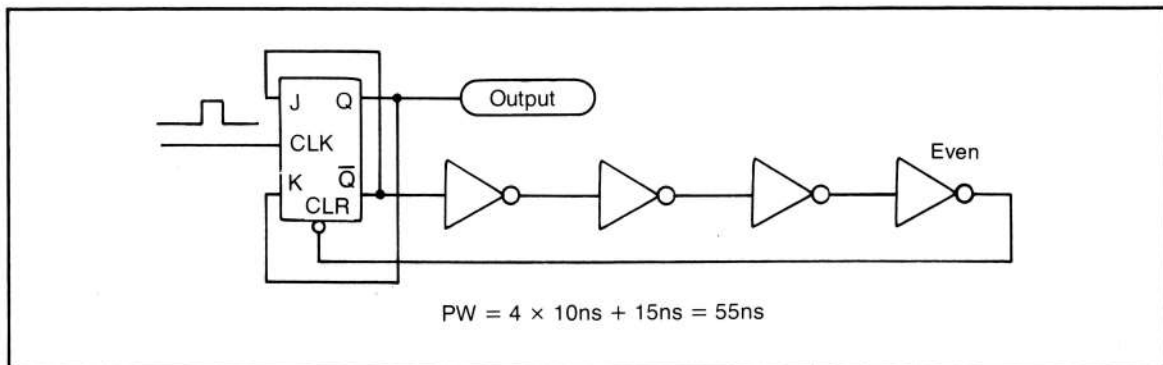 J Q
Output
CLK
Even
K Q̅
CLR
PW = 4 × 10ns + 15ns = 55ns